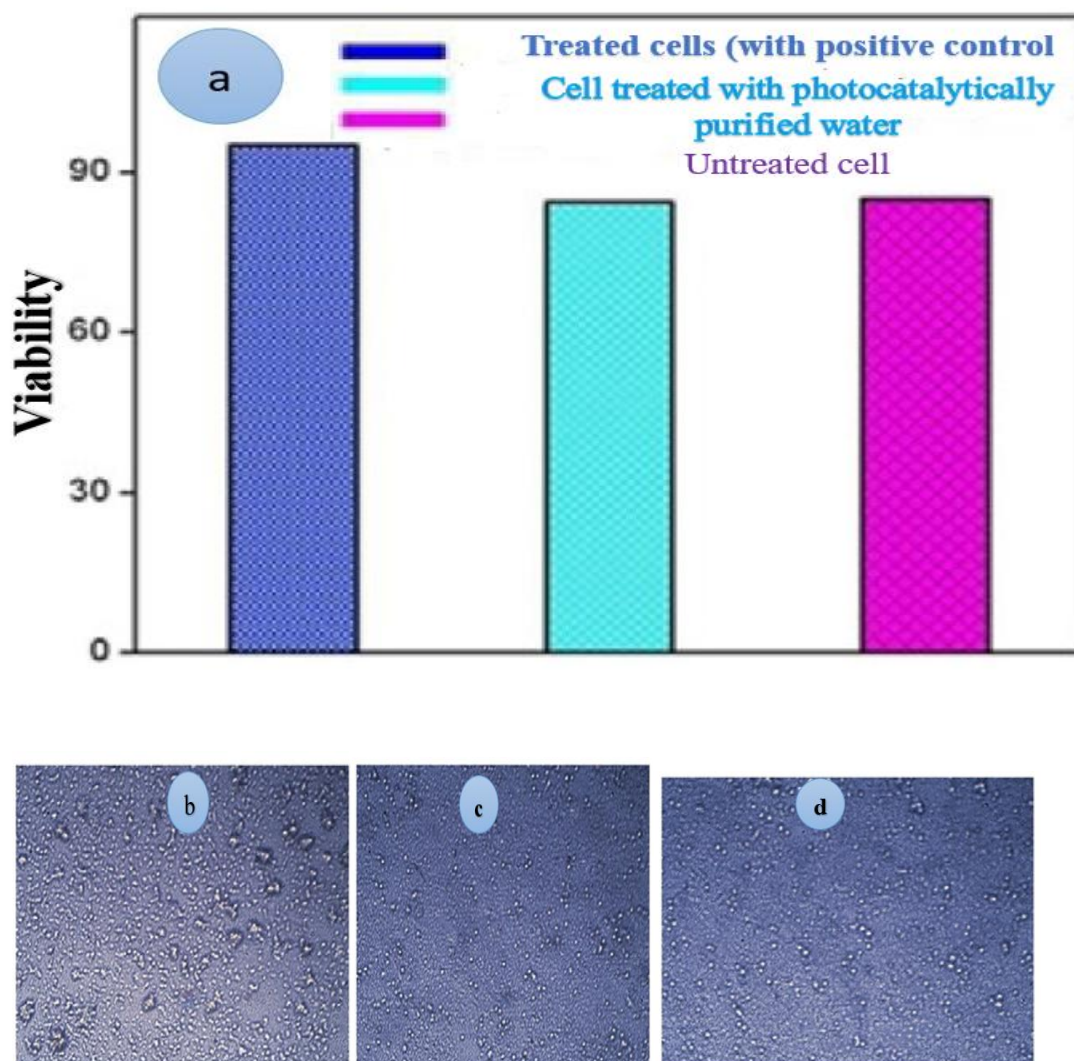 a
Treated cells (with positive control
Cell treated with photocatalytically
purified water
Untreated cell
90
60
30
0
Viability
b
c
d